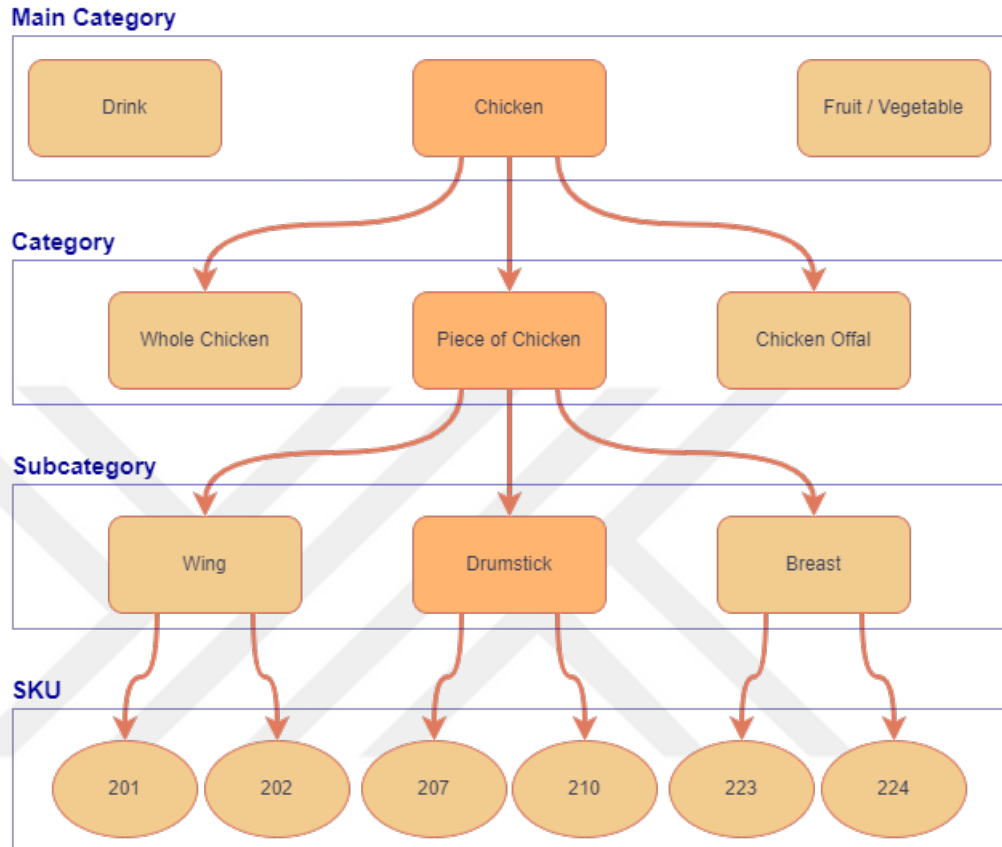 Main Category
Drink
Chicken
Fruit / Vegetable
Category
Whole Chicken
Piece of Chicken
Chicken Offal
Subcategory
Wing
Drumstick
Breast
SKU
201
202
207
210
223
224